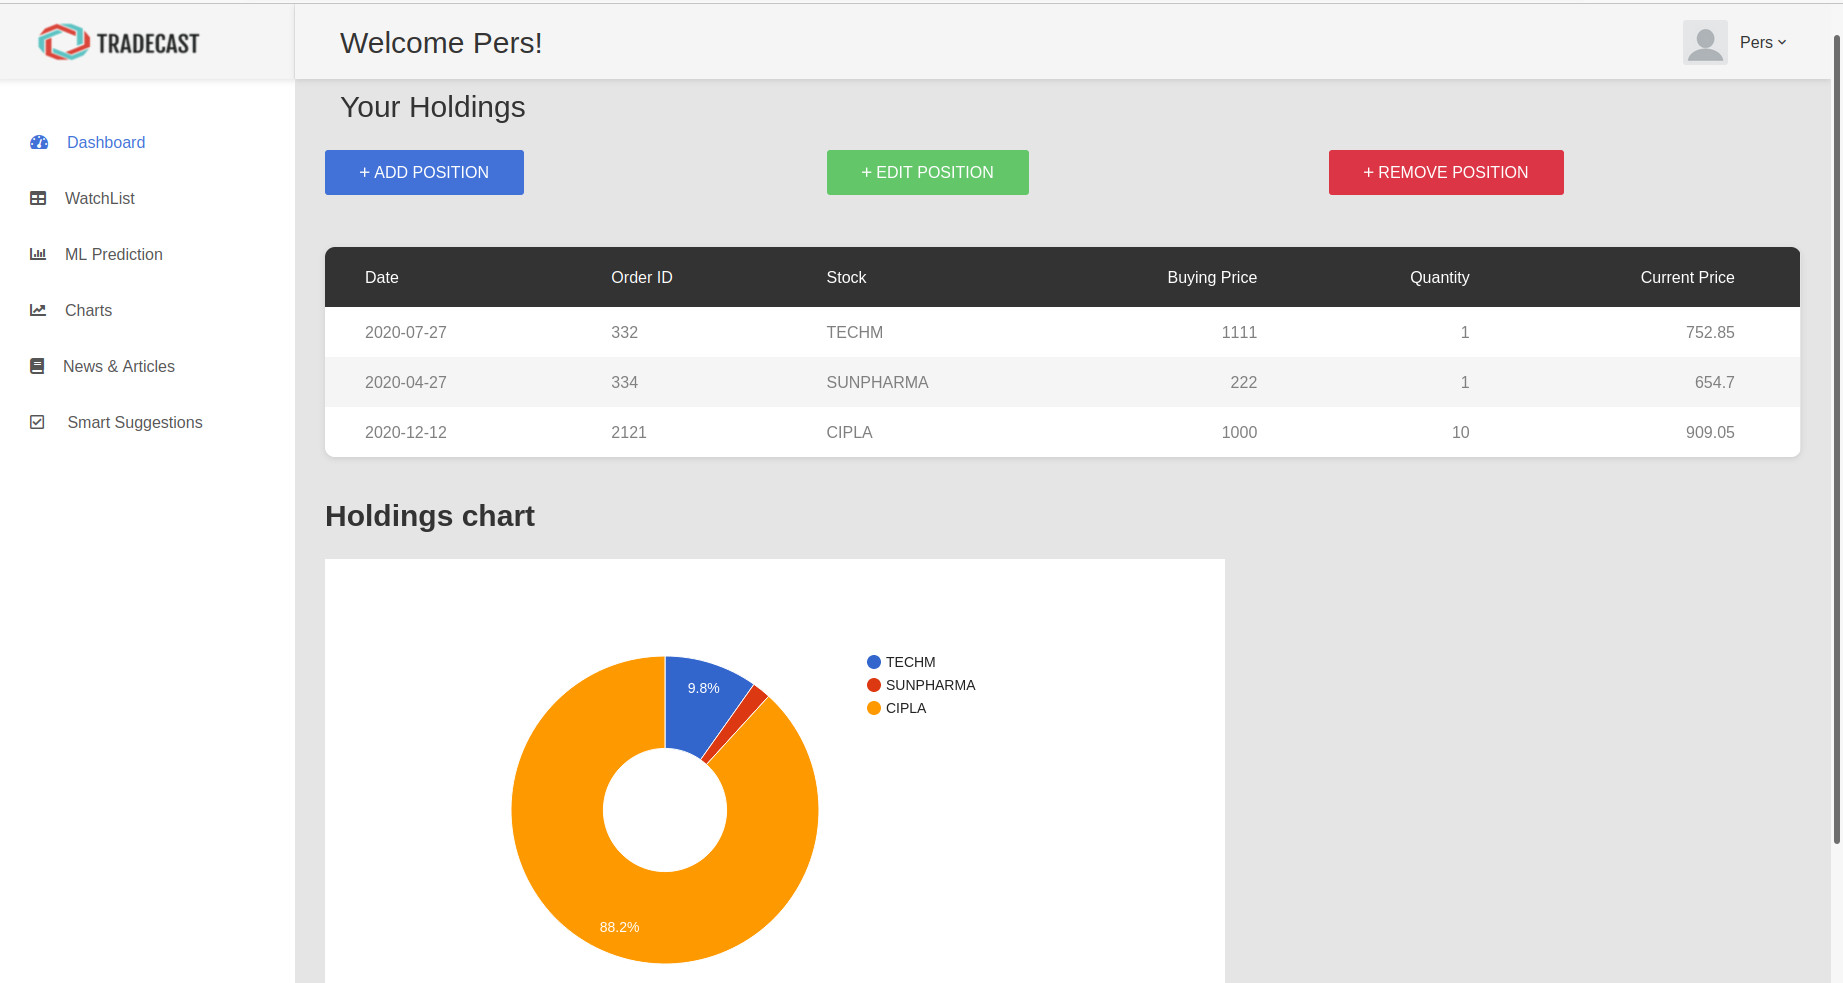 TRADECAST
Welcome Pers!
Pers
Dashboard
WatchList
ML Prediction
Charts
News & Articles
Smart Suggestions
Your Holdings
+ ADD POSITION
+ EDIT POSITION
+ REMOVE POSITION
Date Order ID Stock Buying Price Quantity Current Price
2020-07-27 332 TECHM 1111 1 752.85
2020-04-27 334 SUNPHARMA 222 1 654.7
2020-12-12 2121 CIPLA 1000 10 909.05
Holdings chart
9.8%
88.2%
TECHM
SUNPHARMA
CIPLA